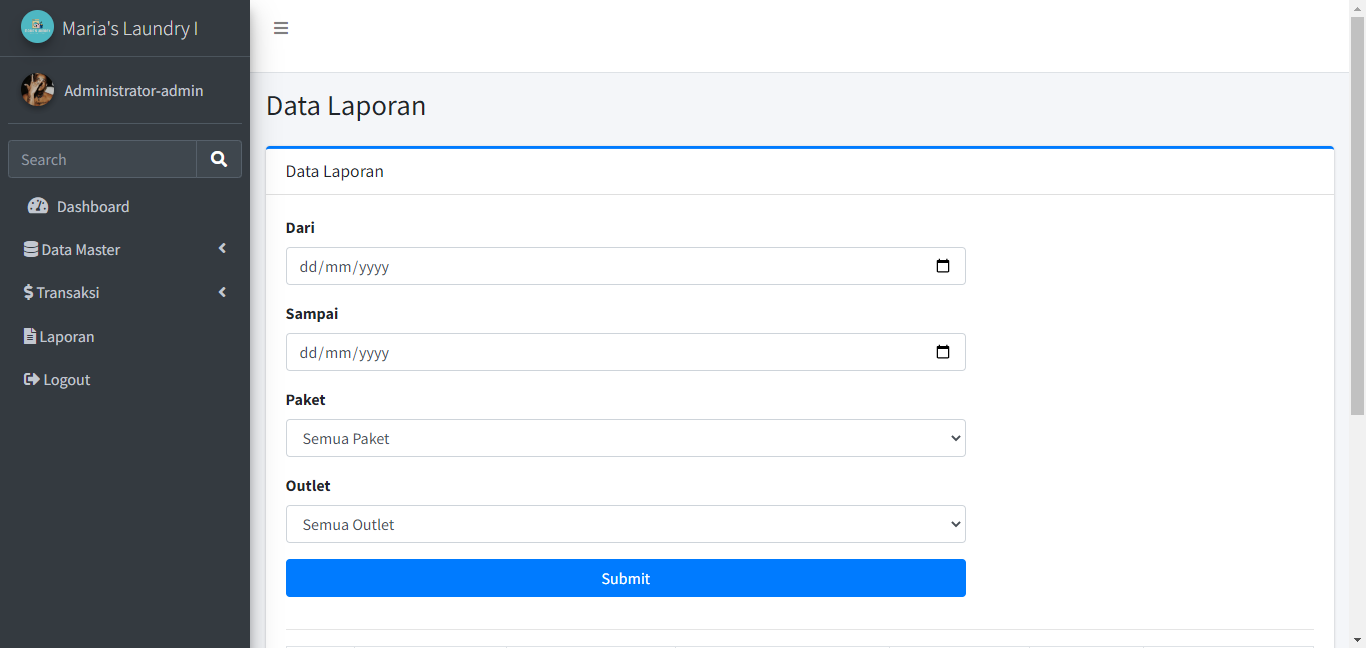 Maria's Laundry I
Administrator-admin
Search
Dashboard
Data Master
Transaksi
Laporan
Logout
Data Laporan
Data Laporan
Dari
dd/mm/yyyy
Sampai
dd/mm/yyyy
Paket
Semua Paket
Outlet
Semua Outlet
Submit